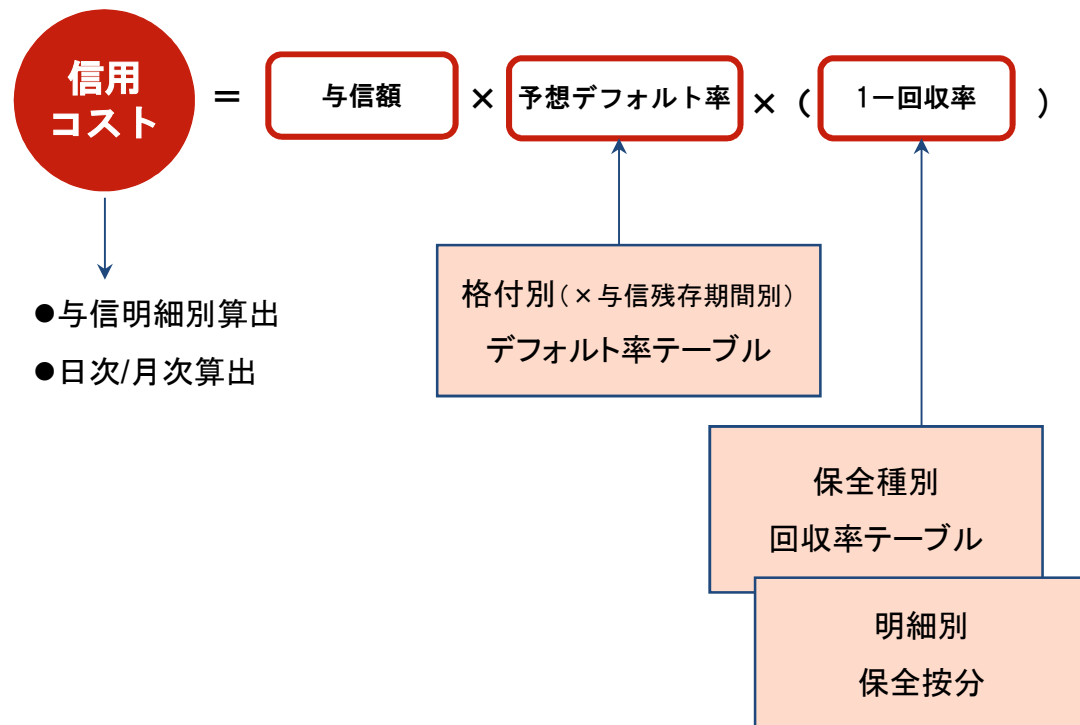 信用
コスト
＝ 与信額 × 予想デフォルト率 × （ 1－回収率 ）
●与信明細別算出
●日次/月次算出
格付別（×与信残存期間別）
デフォルト率テーブル
保全種別
回収率テーブル
明細別
保全按分